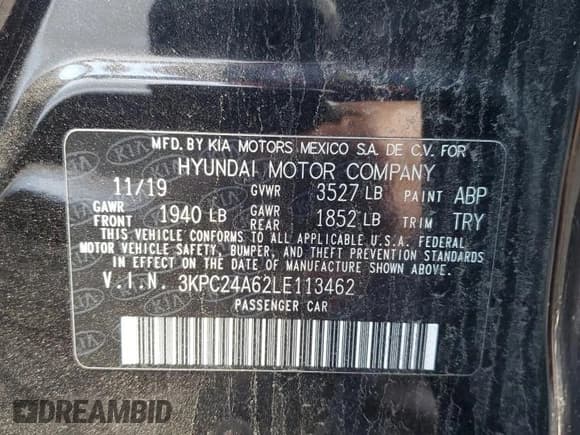 MFD. BY KIA MOTORS MEXICO S.A. DE C.V. FOR
HYUNDAI MOTOR COMPANY
11/19 GVWR 3527 LB PAINT ABP
GAWR FRONT 1940 LB GAWR REAR 1852 LB TRIM TRY
THIS VEHICLE CONFORMS TO ALL APPLICABLE U.S.A. FEDERAL
MOTOR VEHICLE SAFETY, BUMPER, AND THEFT PREVENTION STANDARDS
IN EFFECT ON THE DATE OF MANUFACTURE SHOWN ABOVE.
V.I.N. 3KPC24A62LE113462
PASSENGER CAR
KIA
DREAMBID